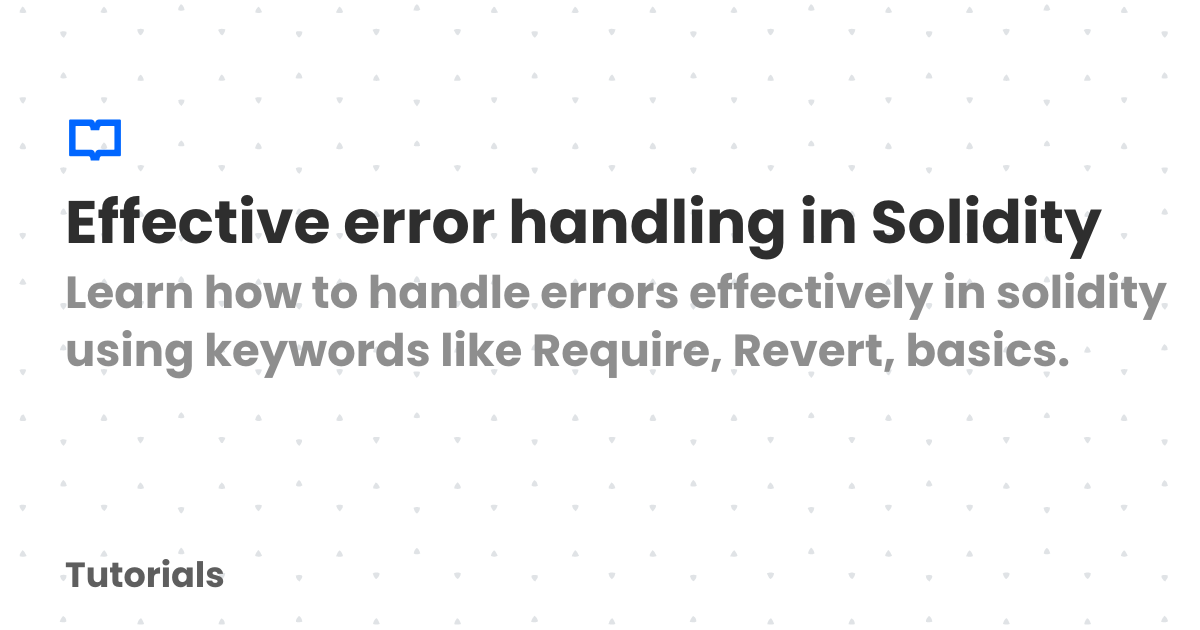 Effective error handling in Solidity
Learn how to handle errors effectively in solidity
using keywords like Require, Revert, basics.
Tutorials